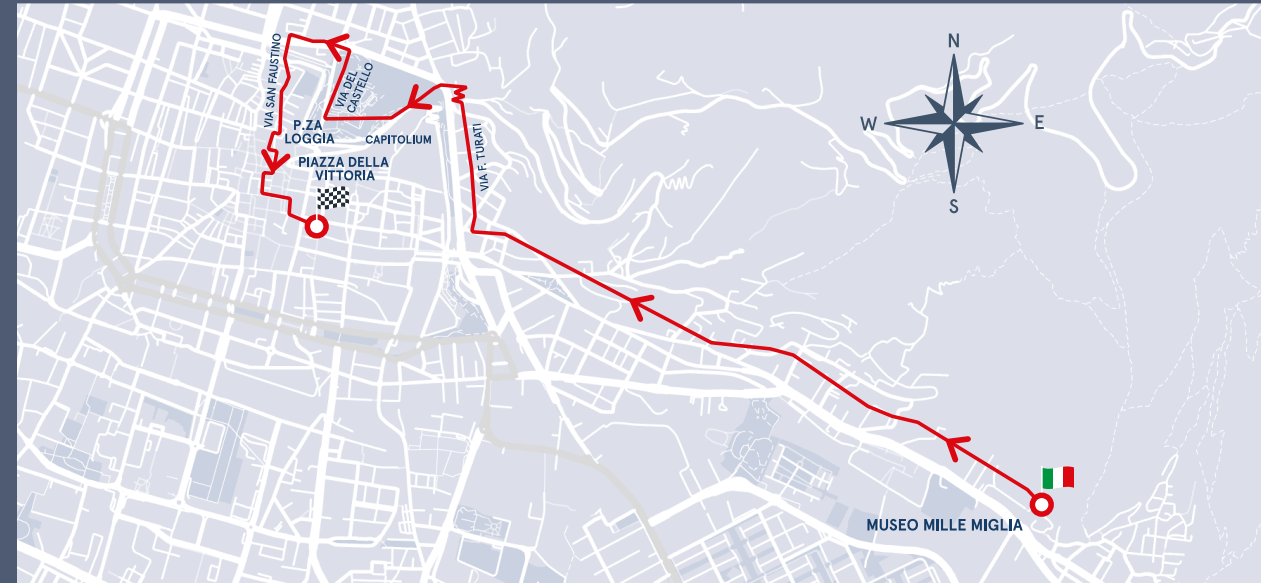 N
W
E
S
VIA SAN FAUSTINO
VIA DEL
CASTELLO
P.ZA
LOGGIA
CAPITOLIUM
PIAZZA DELLA
VITTORIA
VIA F. TURATI
MUSEO MILLE MIGLIA